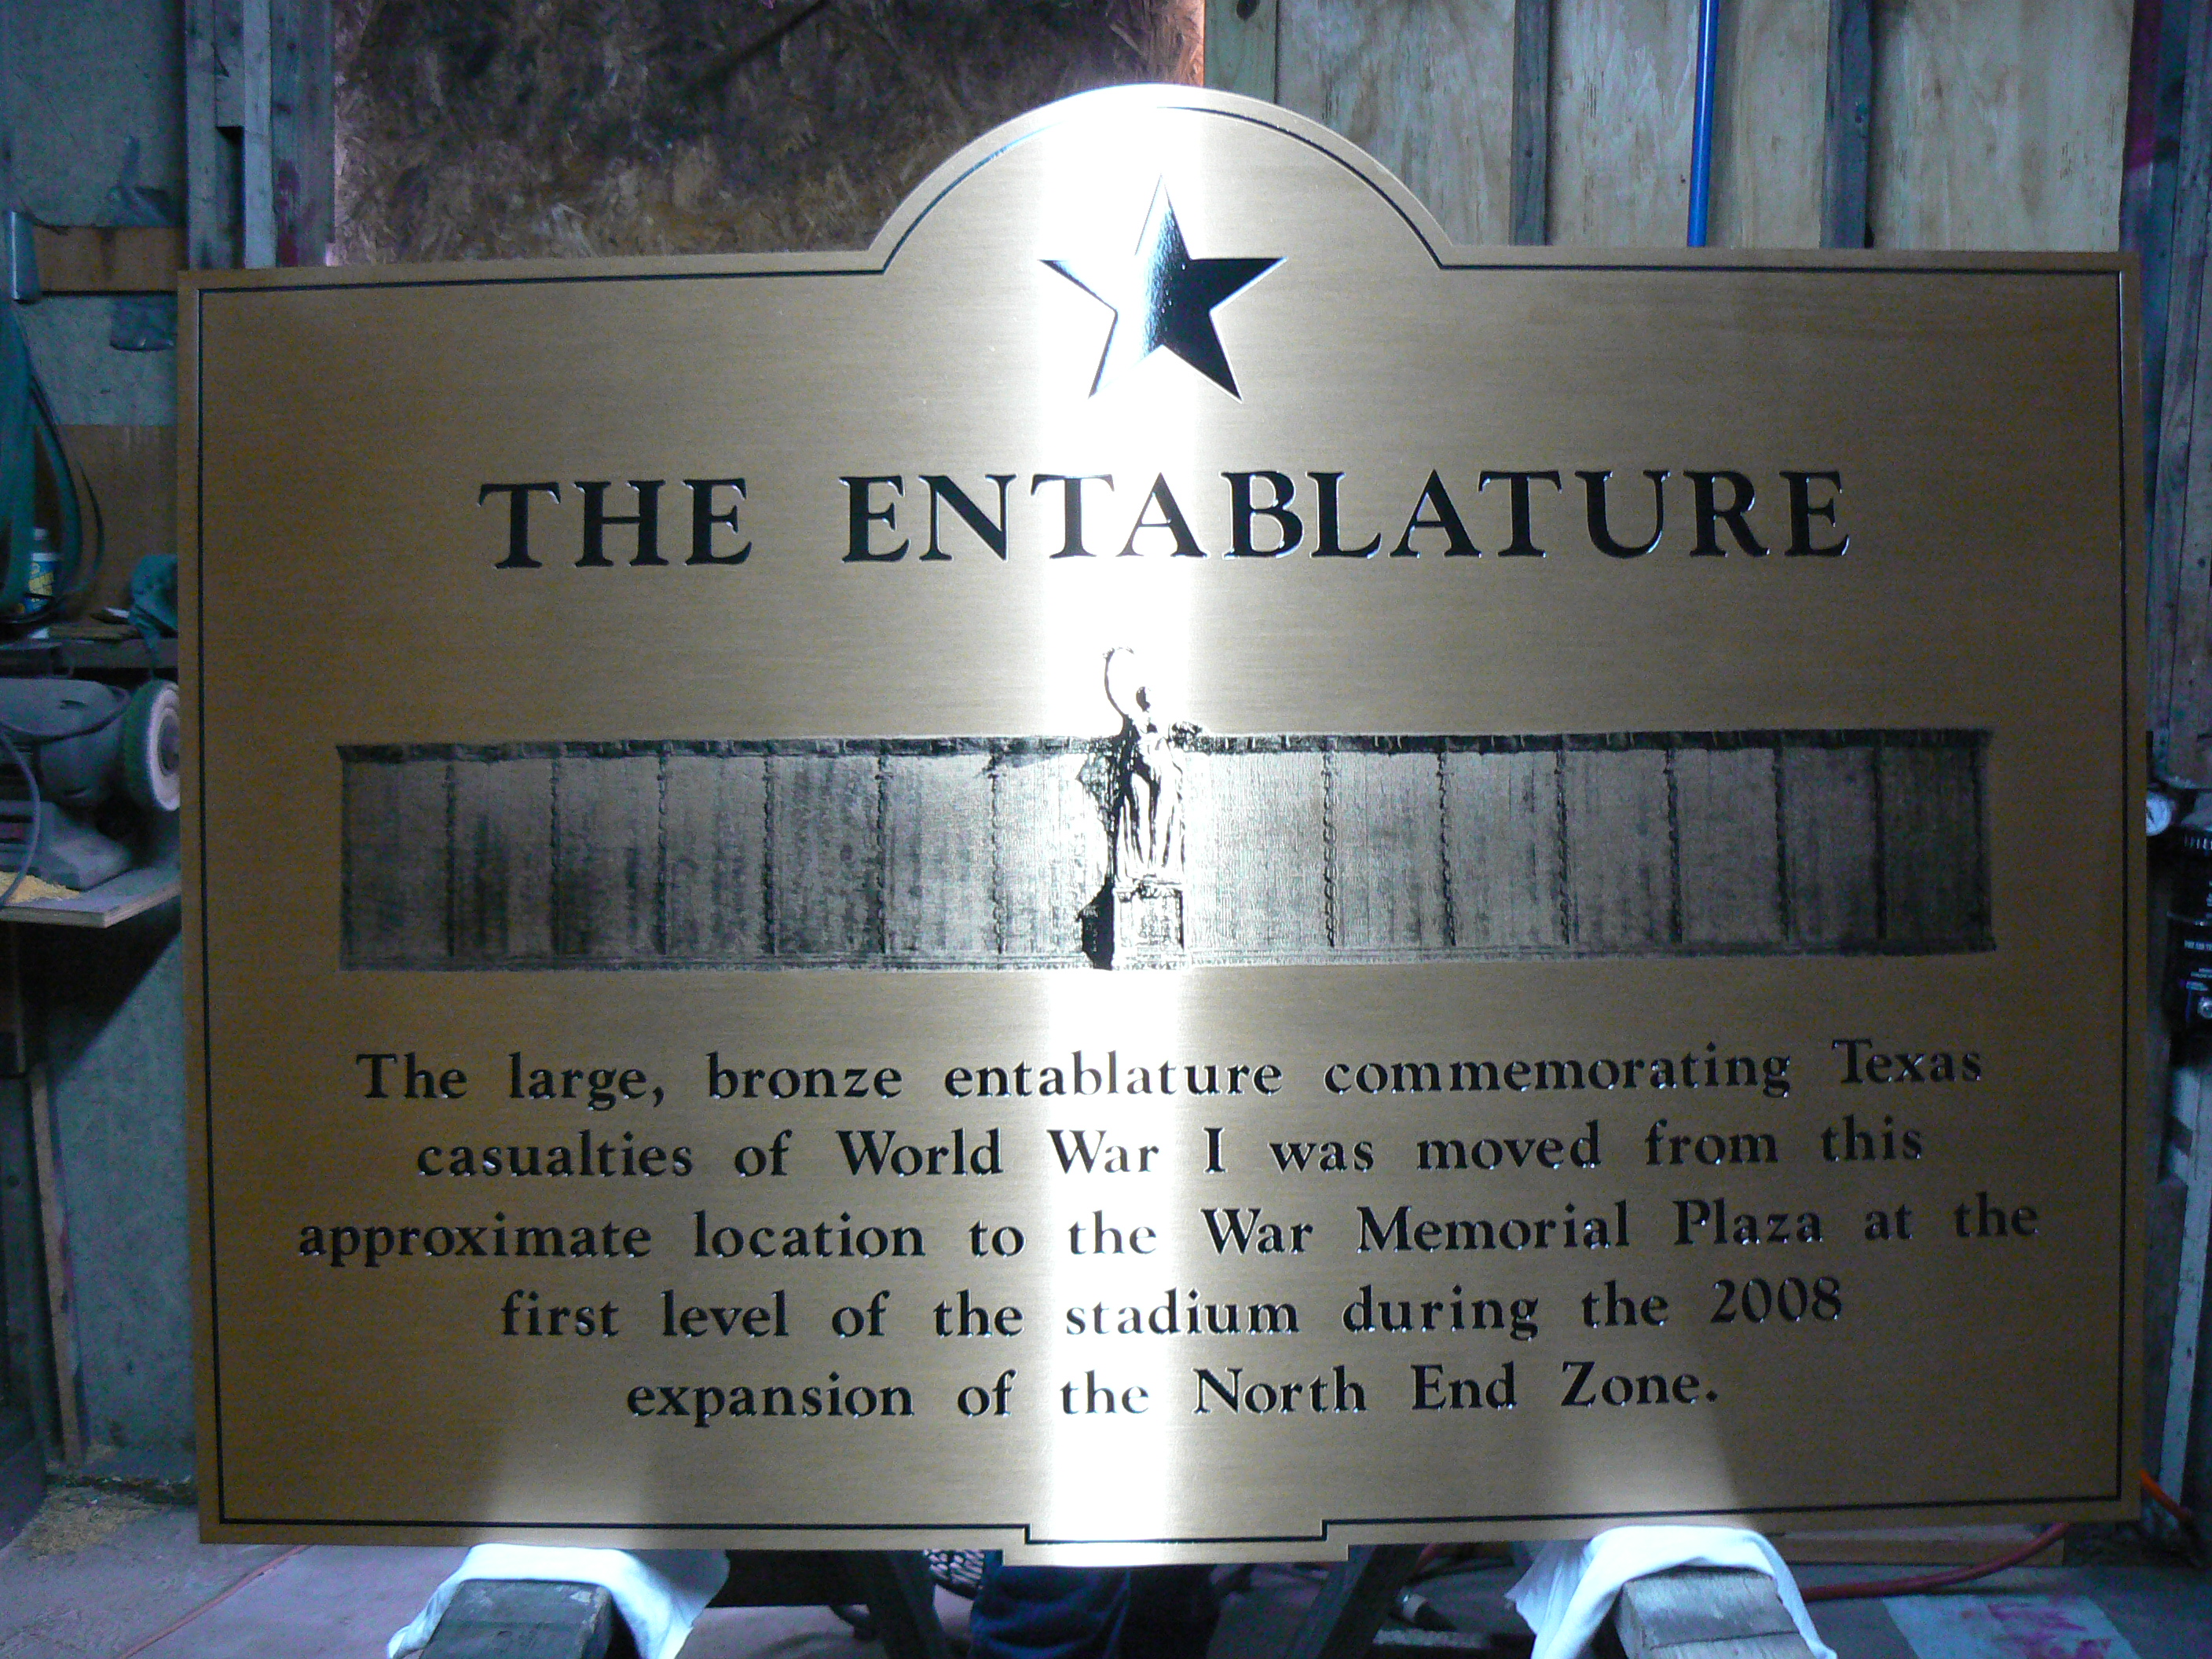 THE ENTABLATURE
The large, bronze entablature commemorating Texas
casualties of World War I was moved from this
approximate location to the War Memorial Plaza at the
first level of the stadium during the 2008
expansion of the North End Zone.